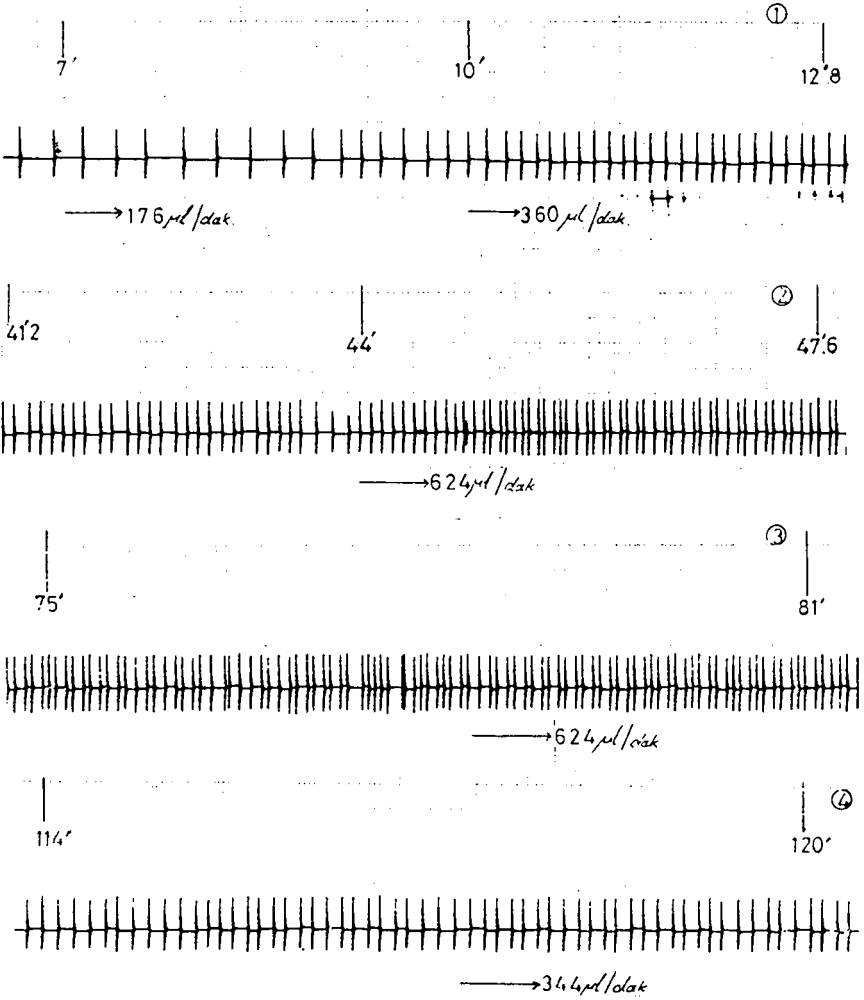 ①
7′ 10′ 12′8
176 µl/dak. 360 µl/dak.
②
41′2 44′ 47′.6
624 µl/dak
③
75′ 81′
624 µl/dak
④
114′ 120′
344 µl/dak